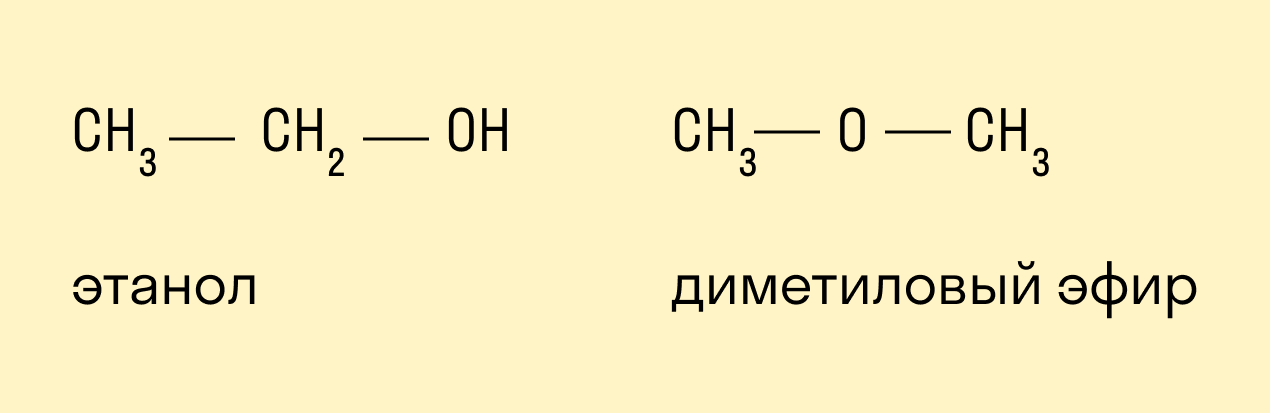 CH₃ — CH₂ — OH
CH₃ — O — CH₃
этанол
диметиловый эфир